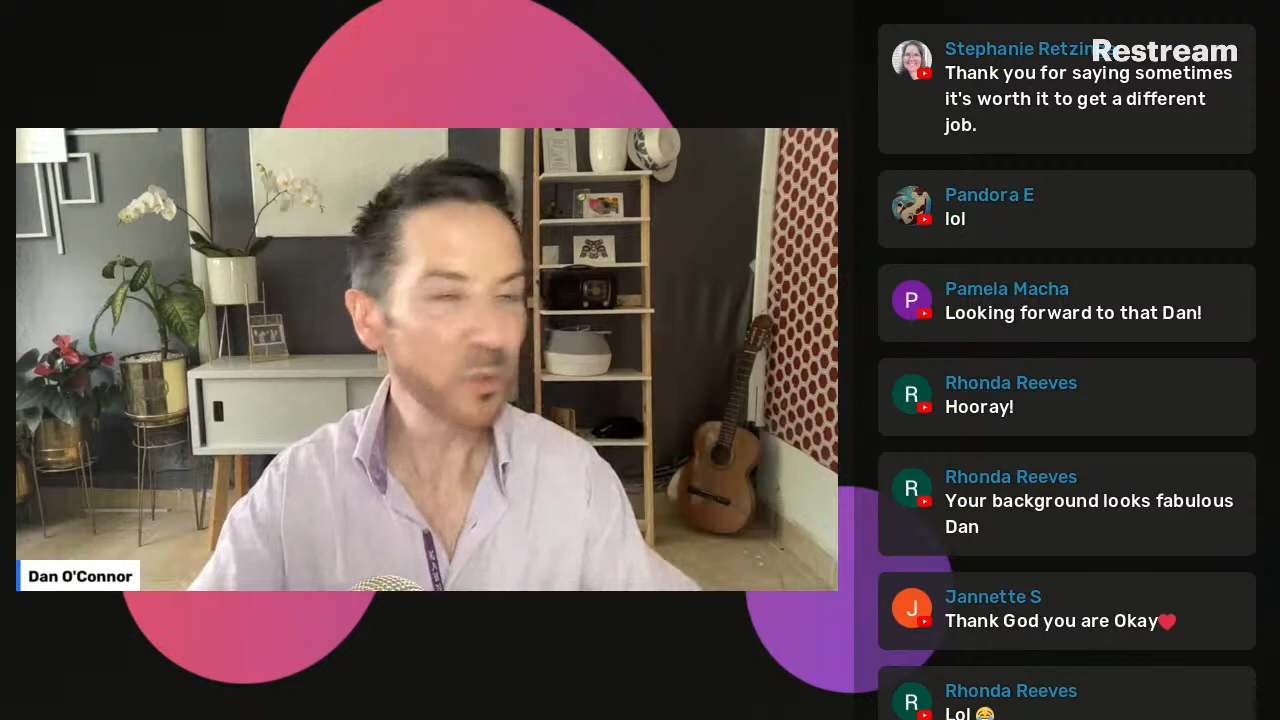 Stephanie Retzin
Restream
Thank you for saying sometimes
it's worth it to get a different
job.
Pandora E
lol
P
Pamela Macha
Looking forward to that Dan!
R
Rhonda Reeves
Hooray!
R
Rhonda Reeves
Your background looks fabulous
Dan
J
Jannette S
Thank God you are Okay❤️
R
Rhonda Reeves
Lol 😂
Dan O'Connor